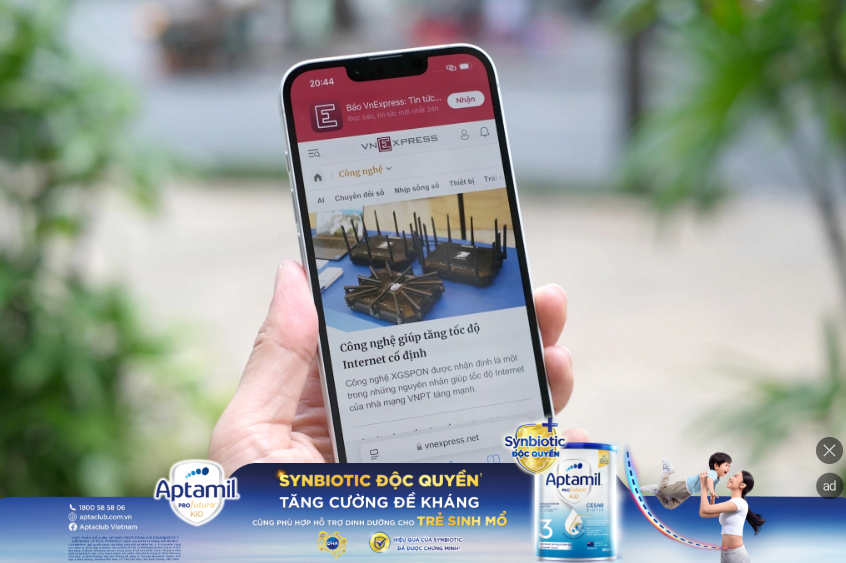 20:44
Báo VnExpress: Tin tức...
Đọc báo, tin tức mới nhất 24h
Nhận
E
VNEXPRESS
Công nghệ
AI Chuyển đổi số Nhịp sống số Thiết bị
Công nghệ giúp tăng tốc độ
Internet cố định
Công nghệ XGSPON được nhận định là một
trong những nguyên nhân giúp tốc độ Internet
của nhà mạng VNPT tăng mạnh.
vnexpress.net
Aptamil
PROfutura
KID
1800 58 58 06
aptaclub.com.vn
Aptaclub Vietnam
SYNBIOTIC ĐỘC QUYỀN¹
TĂNG CƯỜNG ĐỀ KHÁNG
CŨNG PHÙ HỢP HỖ TRỢ DINH DƯỠNG CHO TRẺ SINH MỔ
DHA
HIỆU QUẢ CỦA SYNBIOTIC
ĐÃ ĐƯỢC CHỨNG MINH
Synbiotic
ĐỘC QUYỀN
Aptamil
KID
CESAR
3
ad